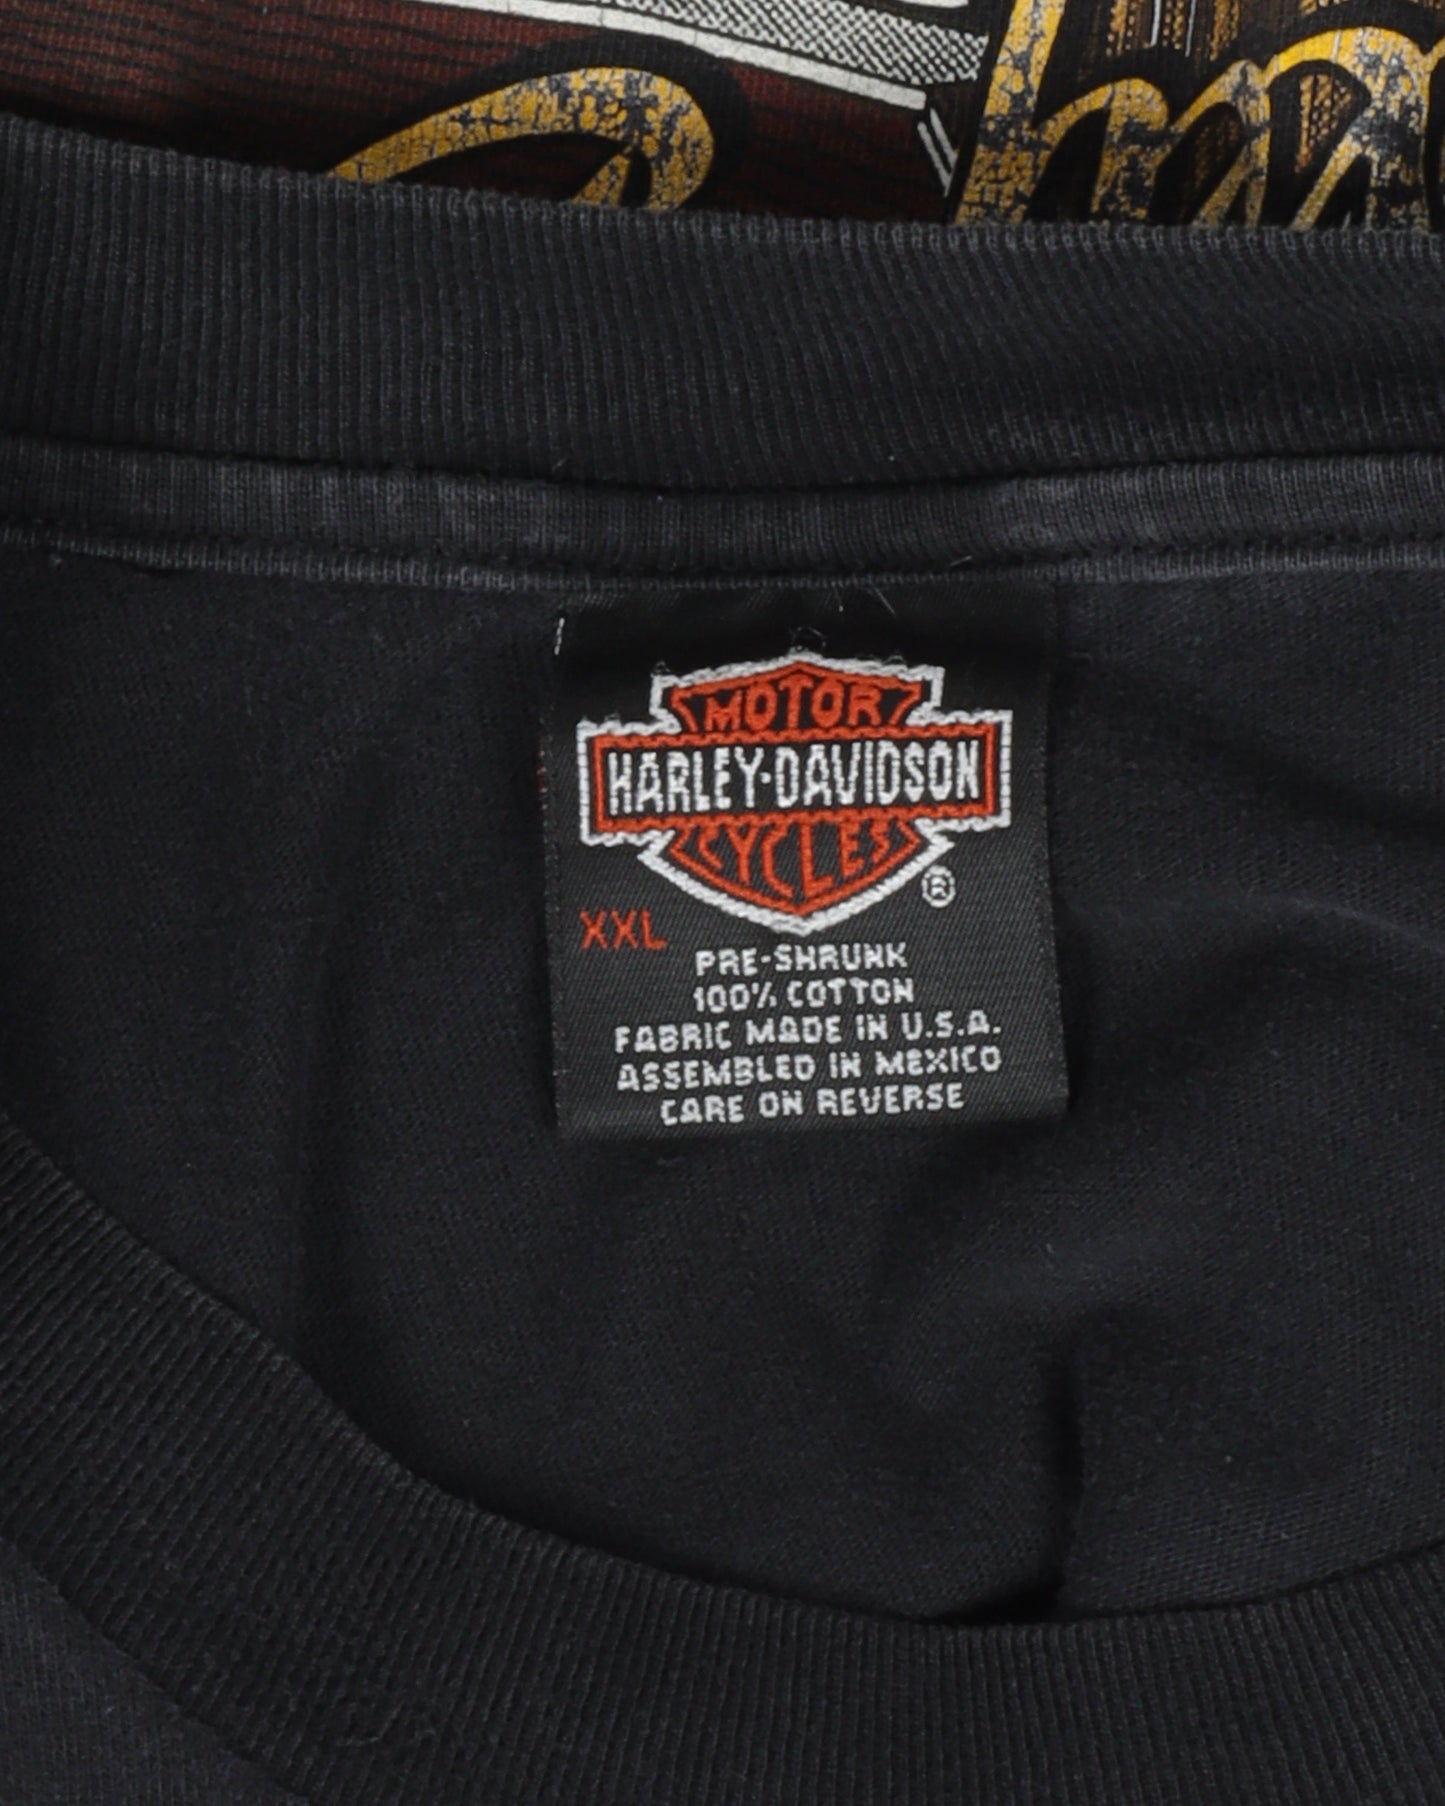 MOTOR
HARLEY-DAVIDSON
CYCLES
®
XXL
PRE-SHRUNK
100% COTTON
FABRIC MADE IN U.S.A.
ASSEMBLED IN MEXICO
CARE ON REVERSE